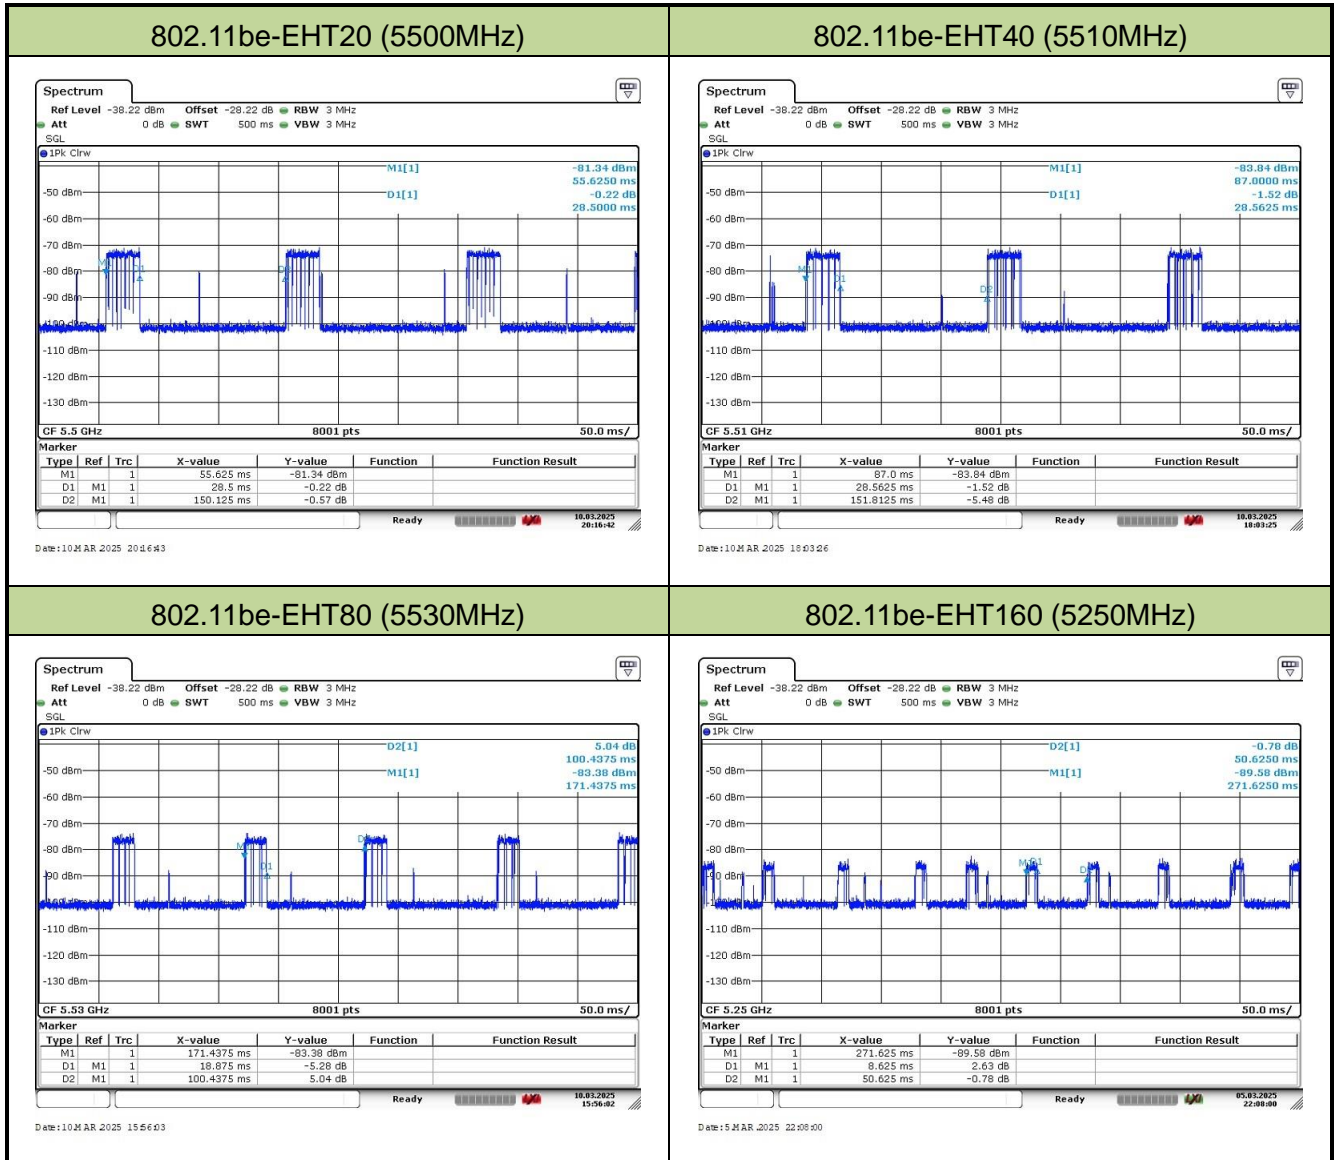 802.11be-EHT20 (5500MHz)
802.11be-EHT40 (5510MHz)
Spectrum
Ref Level -38.22 dBm Offset -28.22 dB RBW 3 MHz
Att 0 dB SWT 500 ms VBW 3 MHz
SGL
1Pk Clrw
M1[1] -81.34 dBm
55.6250 ms
D1[1] -0.22 dB
28.5000 ms
-50 dBm
-60 dBm
-70 dBm
M1 D1
-80 dBm
-90 dBm
-100 dBm
-110 dBm
-120 dBm
-130 dBm
CF 5.5 GHz 8001 pts 50.0 ms/
Marker
Type Ref Trc X-value Y-value Function Function Result
M1 1 55.625 ms -81.34 dBm
D1 M1 1 28.5 ms -0.22 dB
D2 M1 1 150.125 ms -0.57 dB
Ready 10.03.2025
20:16:42
Date:10.MAR.2025 20:16:43
Spectrum
Ref Level -38.22 dBm Offset -28.22 dB RBW 3 MHz
Att 0 dB SWT 500 ms VBW 3 MHz
SGL
1Pk Clrw
M1[1] -83.84 dBm
87.0000 ms
D1[1] -1.52 dB
28.5625 ms
-50 dBm
-60 dBm
-70 dBm
M1
-80 dBm
D1
D2
-90 dBm
-100 dBm
-110 dBm
-120 dBm
-130 dBm
CF 5.51 GHz 8001 pts 50.0 ms/
Marker
Type Ref Trc X-value Y-value Function Function Result
M1 1 87.0 ms -83.84 dBm
D1 M1 1 28.5625 ms -1.52 dB
D2 M1 1 151.8125 ms -5.48 dB
Ready 10.03.2025
18:03:25
Date:10.MAR.2025 18:03:26
802.11be-EHT80 (5530MHz)
802.11be-EHT160 (5250MHz)
Spectrum
Ref Level -38.22 dBm Offset -28.22 dB RBW 3 MHz
Att 0 dB SWT 500 ms VBW 3 MHz
SGL
1Pk Clrw
D2[1] 5.04 dB
100.4375 ms
M1[1] -83.38 dBm
171.4375 ms
-50 dBm
-60 dBm
-70 dBm
-80 dBm
D1
-90 dBm
-100 dBm
-110 dBm
-120 dBm
-130 dBm
CF 5.53 GHz 8001 pts 50.0 ms/
Marker
Type Ref Trc X-value Y-value Function Function Result
M1 1 171.4375 ms -83.38 dBm
D1 M1 1 18.875 ms -5.28 dB
D2 M1 1 100.4375 ms 5.04 dB
Ready 10.03.2025
15:56:02
Date:10.MAR.2025 15:56:03
Spectrum
Ref Level -38.22 dBm Offset -28.22 dB RBW 3 MHz
Att 0 dB SWT 500 ms VBW 3 MHz
SGL
1Pk Clrw
D2[1] -0.78 dB
50.6250 ms
M1[1] -89.58 dBm
271.6250 ms
-50 dBm
-60 dBm
-70 dBm
-80 dBm
D1
-90 dBm
-100 dBm
-110 dBm
-120 dBm
-130 dBm
CF 5.25 GHz 8001 pts 50.0 ms/
Marker
Type Ref Trc X-value Y-value Function Function Result
M1 1 271.625 ms -89.58 dBm
D1 M1 1 8.625 ms 2.63 dB
D2 M1 1 50.625 ms -0.78 dB
Ready 05.03.2025
22:08:00
Date:5.MAR.2025 22:08:00